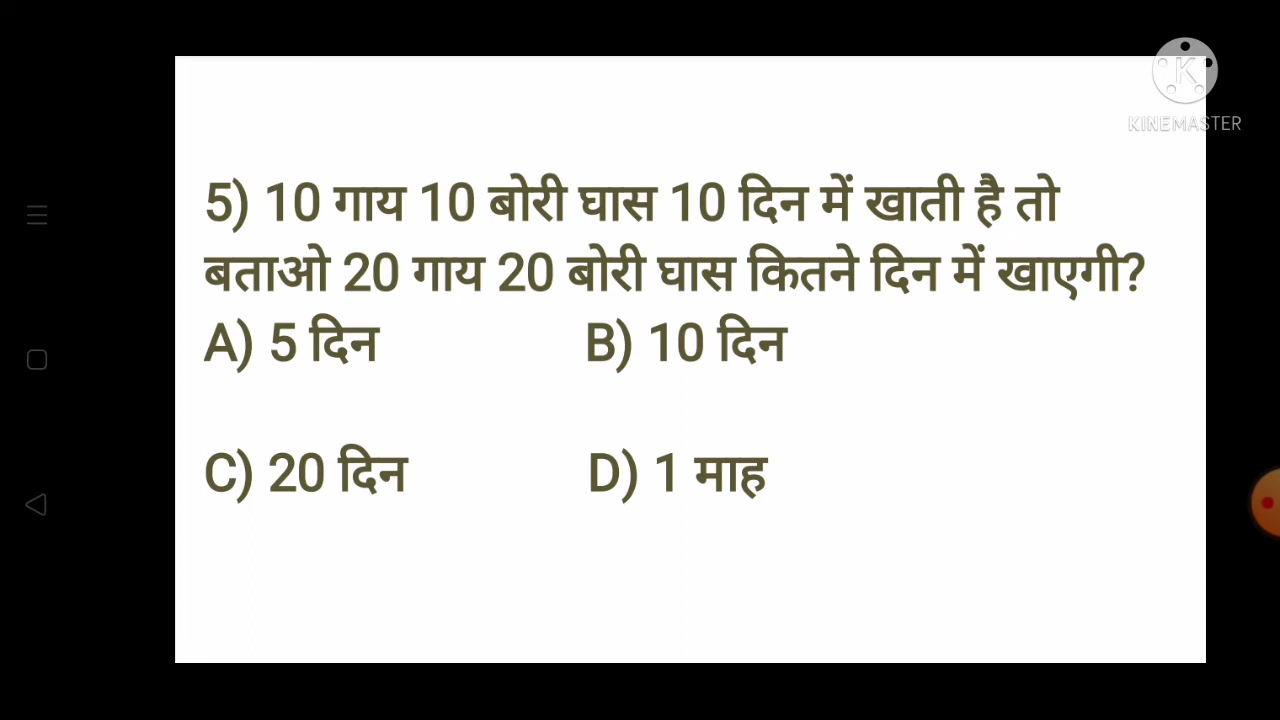 KINEMASTER
5) 10 गाय 10 बोरी घास 10 दिन में खाती है तो
बताओ 20 गाय 20 बोरी घास कितने दिन में खाएगी?
A) 5 दिन B) 10 दिन
C) 20 दिन D) 1 माह